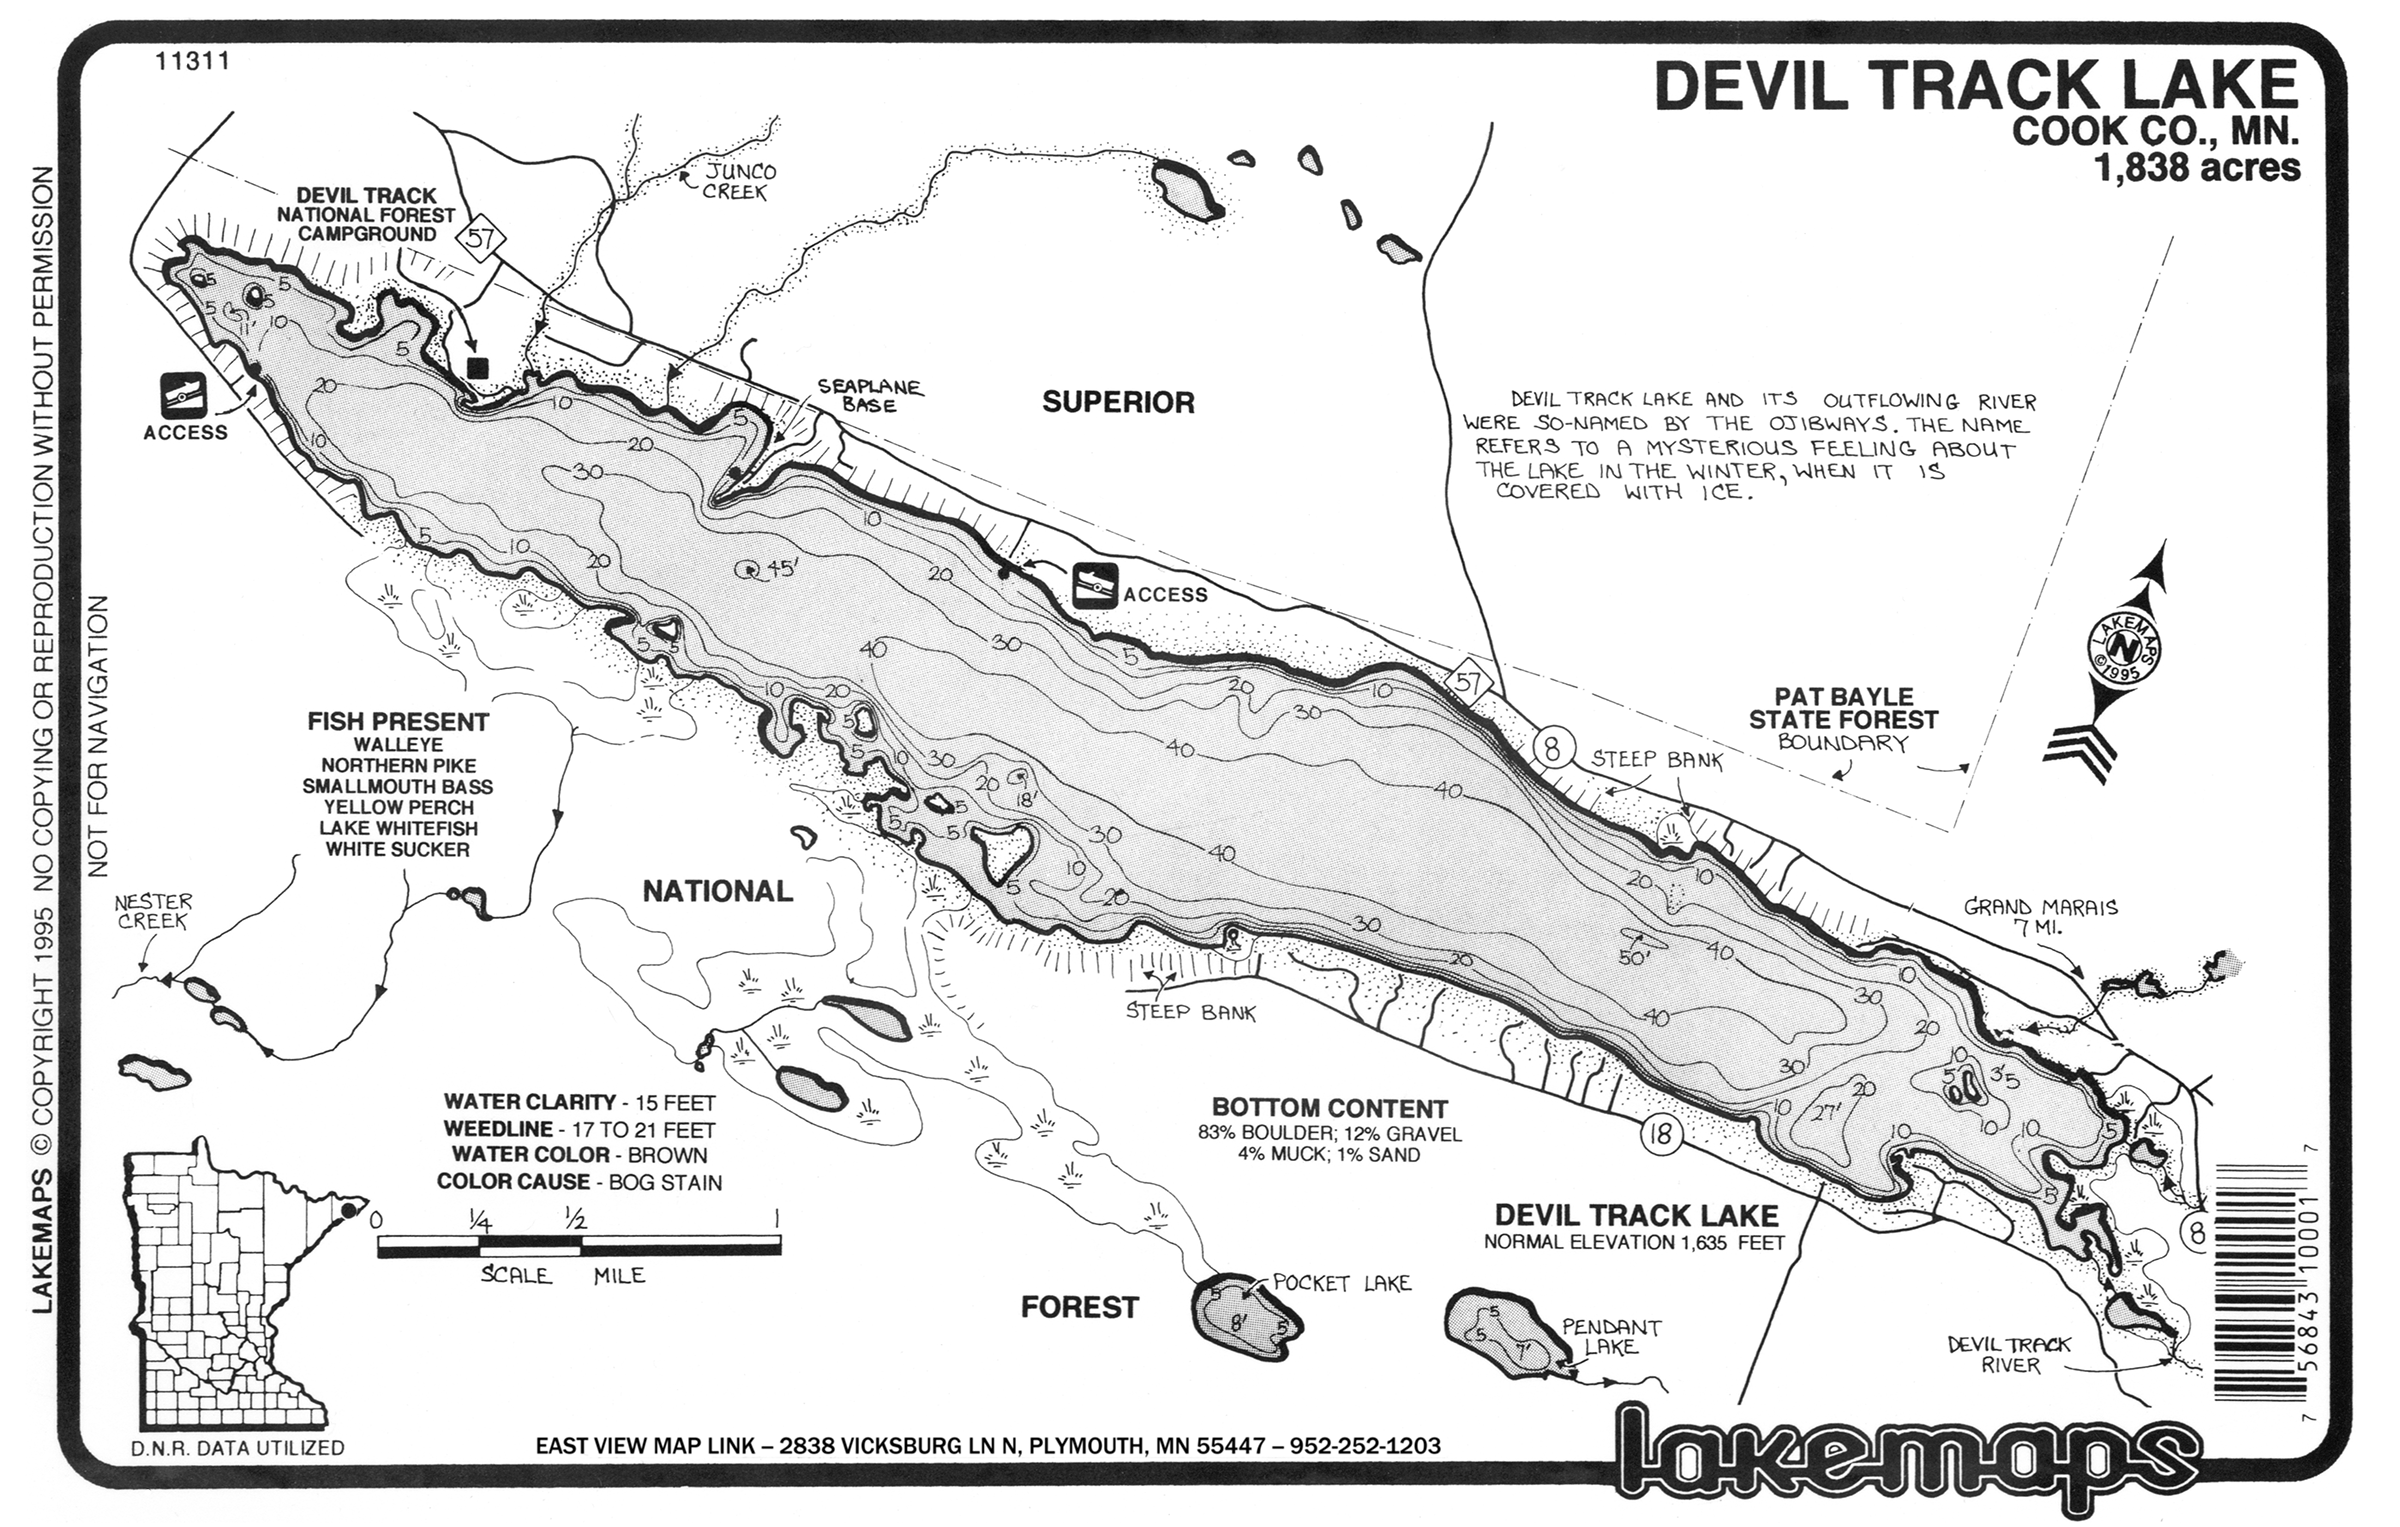 11311
DEVIL TRACK LAKE
COOK CO., MN.
1,838 acres
LAKEMAPS © COPYRIGHT 1995 NO COPYING OR REPRODUCTION WITHOUT PERMISSION
NOT FOR NAVIGATION
JUNCO
CREEK
DEVIL TRACK
NATIONAL FOREST
CAMPGROUND
57
5
5
5
5
11'
10
5
ACCESS
20
10
10
5
SEAPLANE
BASE
SUPERIOR
DEVIL TRACK LAKE AND ITS OUTFLOWING RIVER
WERE SO-NAMED BY THE OJIBWAYS. THE NAME
REFERS TO A MYSTERIOUS FEELING ABOUT
THE LAKE IN THE WINTER, WHEN IT IS
COVERED WITH ICE.
20
30
10
5
10
20
45'
20
ACCESS
LAKEMAPS
N
©1995
5
5
40
30
5
10
20
5
5
20
30
10
57
PAT BAYLE
STATE FOREST
BOUNDARY
8
STEEP BANK
FISH PRESENT
WALLEYE
NORTHERN PIKE
SMALLMOUTH BASS
YELLOW PERCH
LAKE WHITEFISH
WHITE SUCKER
10
30
20
18'
40
40
5
5
5
30
40
10
5
20
30
20
20
10
NATIONAL
NESTER
CREEK
GRAND MARAIS
7 MI.
50'
40
10
30
20
40
STEEP BANK
30
20
10
27'
10
5
3'5
10
10
10
5
5
WATER CLARITY - 15 FEET
WEEDLINE - 17 TO 21 FEET
WATER COLOR - BROWN
COLOR CAUSE - BOG STAIN
BOTTOM CONTENT
83% BOULDER; 12% GRAVEL
4% MUCK; 1% SAND
18
0 1/4 1/2 1
SCALE MILE
DEVIL TRACK LAKE
NORMAL ELEVATION 1,635 FEET
8
FOREST
POCKET LAKE
5
8'
5
5
5
7'
PENDANT
LAKE
DEVIL TRACK
RIVER
7 56843 10001 7
D.N.R. DATA UTILIZED
EAST VIEW MAP LINK – 2838 VICKSBURG LN N, PLYMOUTH, MN 55447 – 952-252-1203
lakemaps